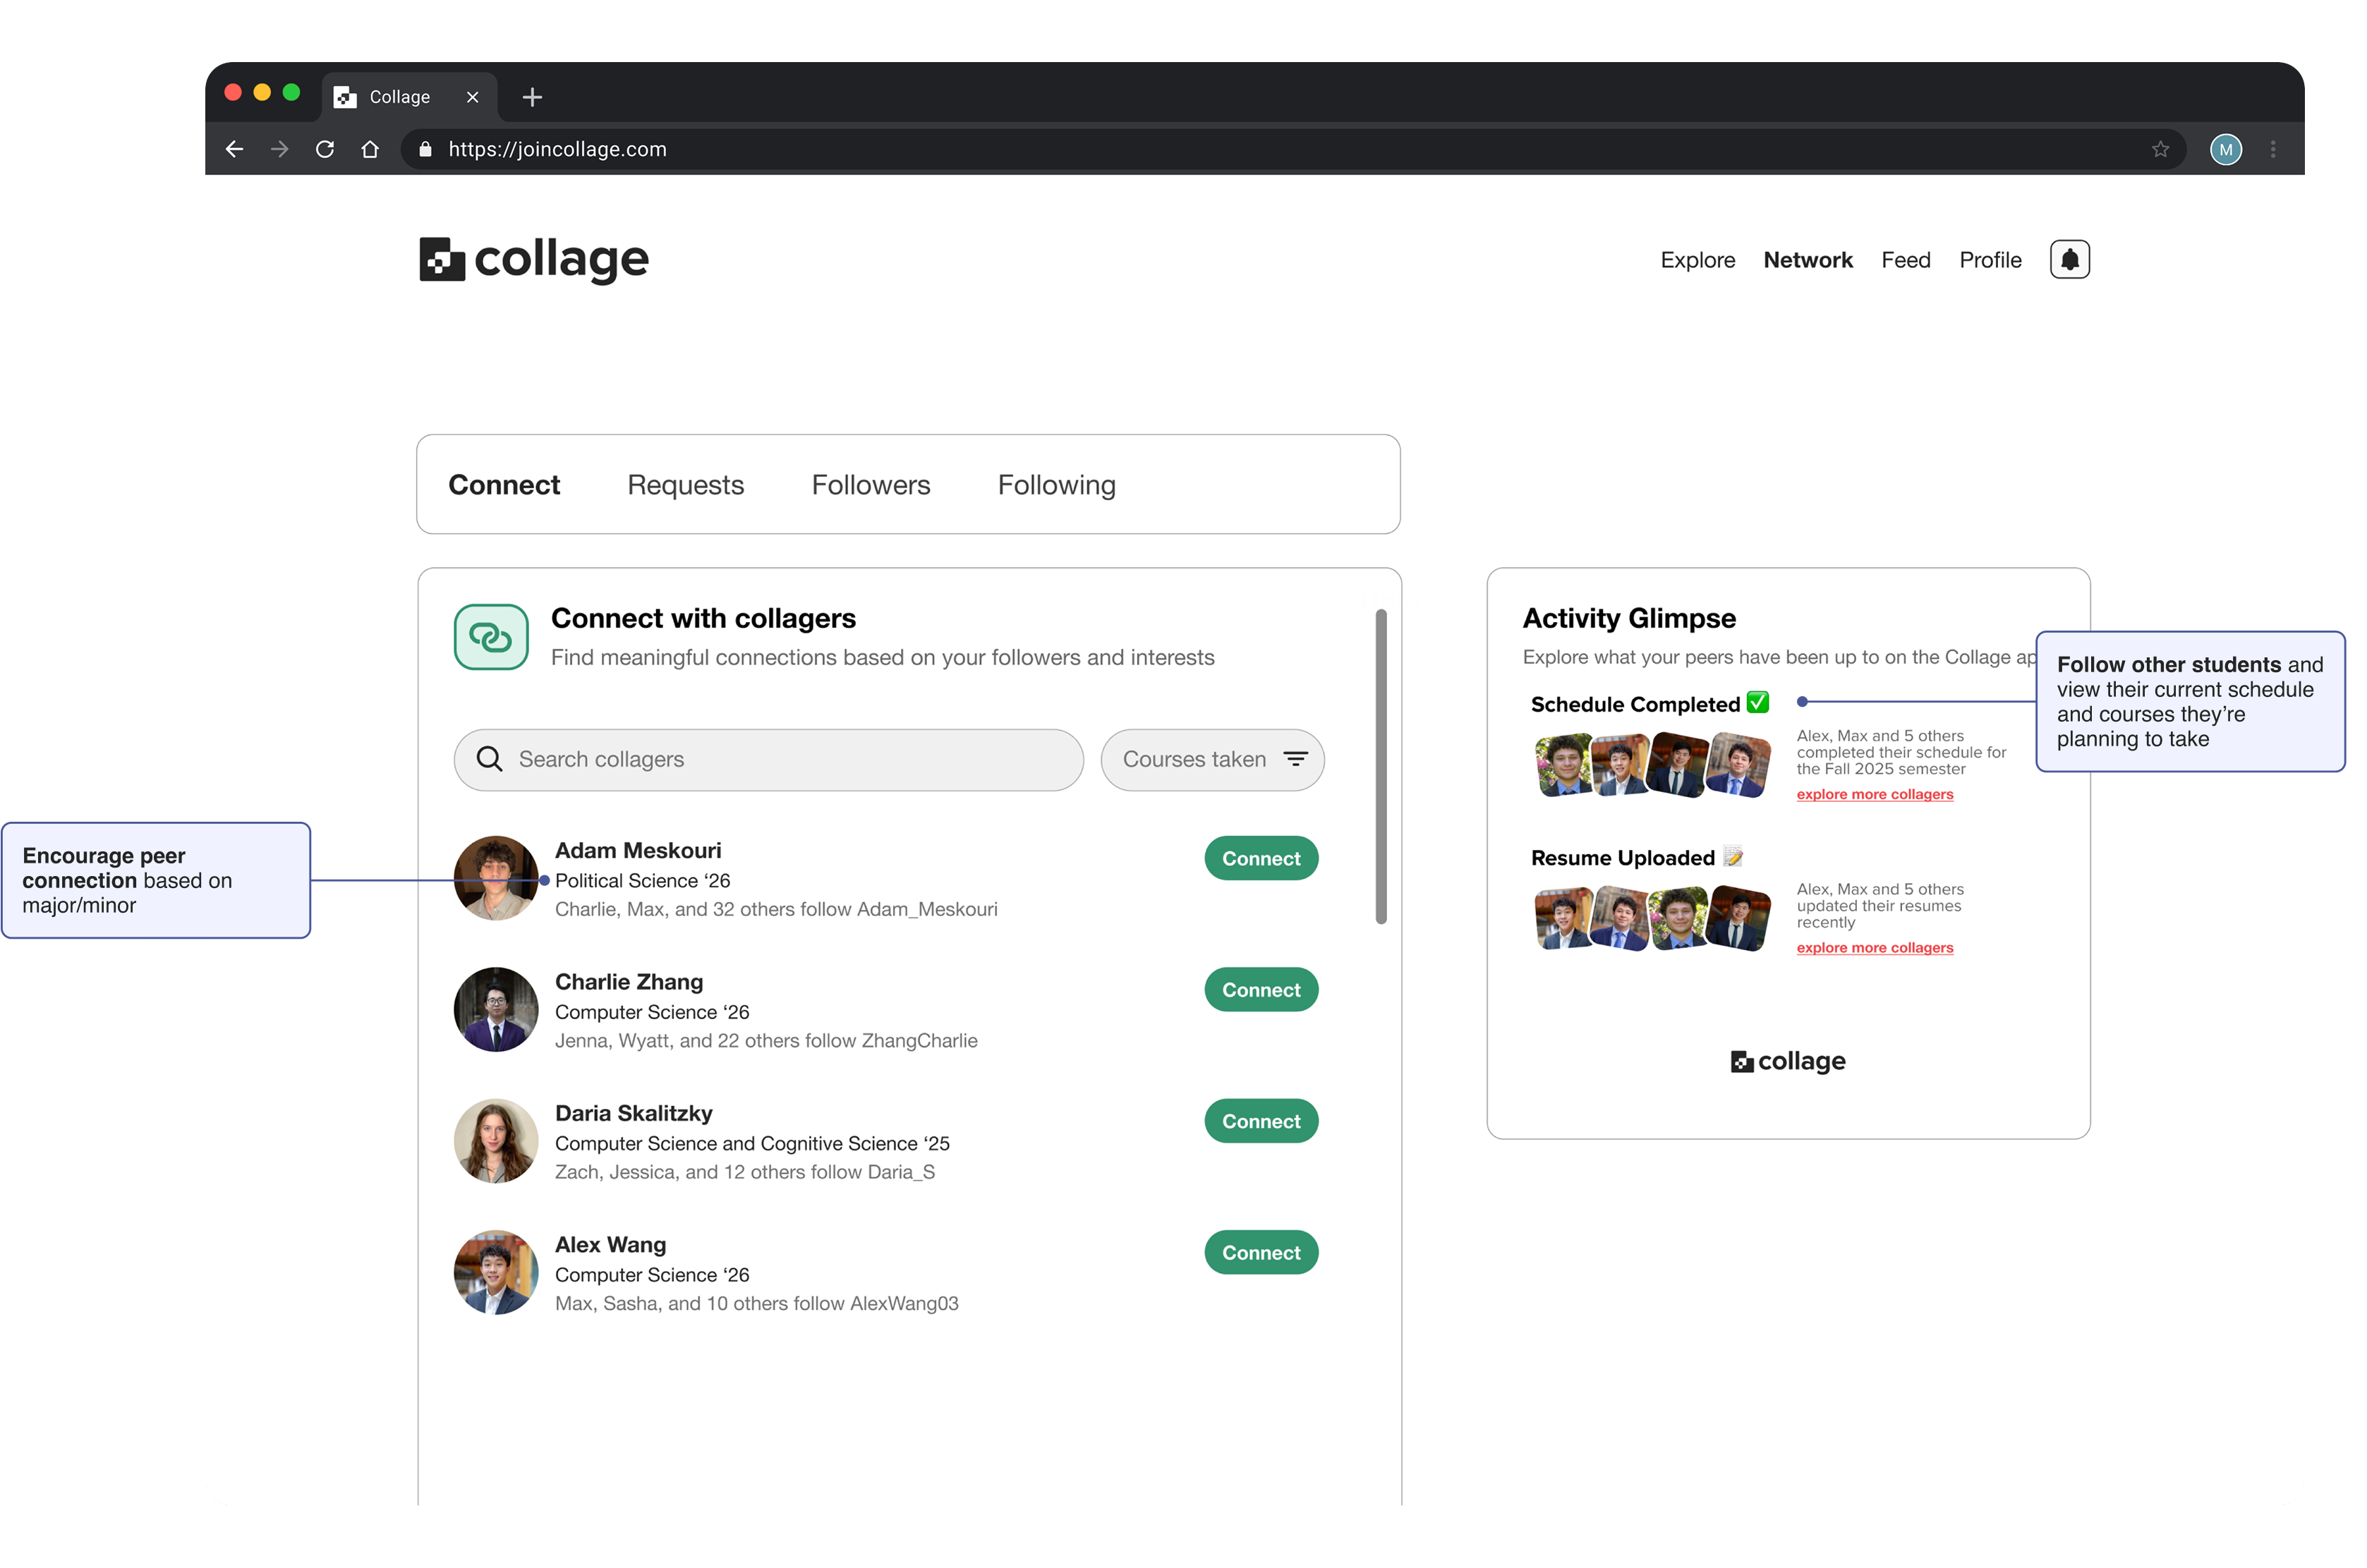 Collage
https://joincollage.com
M
collage
Explore Network Feed Profile
Connect Requests Followers Following
Connect with collagers
Find meaningful connections based on your followers and interests
Search collagers
Courses taken
Adam Meskouri
Political Science ‘26
Charlie, Max, and 32 others follow Adam_Meskouri
Connect
Charlie Zhang
Computer Science ‘26
Jenna, Wyatt, and 22 others follow ZhangCharlie
Connect
Daria Skalitzky
Computer Science and Cognitive Science ‘25
Zach, Jessica, and 12 others follow Daria_S
Connect
Alex Wang
Computer Science ‘26
Max, Sasha, and 10 others follow AlexWang03
Connect
Encourage peer
connection based on
major/minor
Activity Glimpse
Explore what your peers have been up to on the Collage ap
Schedule Completed ✅
Alex, Max and 5 others
completed their schedule for
the Fall 2025 semester
explore more collagers
Resume Uploaded 📝
Alex, Max and 5 others
updated their resumes
recently
explore more collagers
collage
Follow other students and
view their current schedule
and courses they’re
planning to take